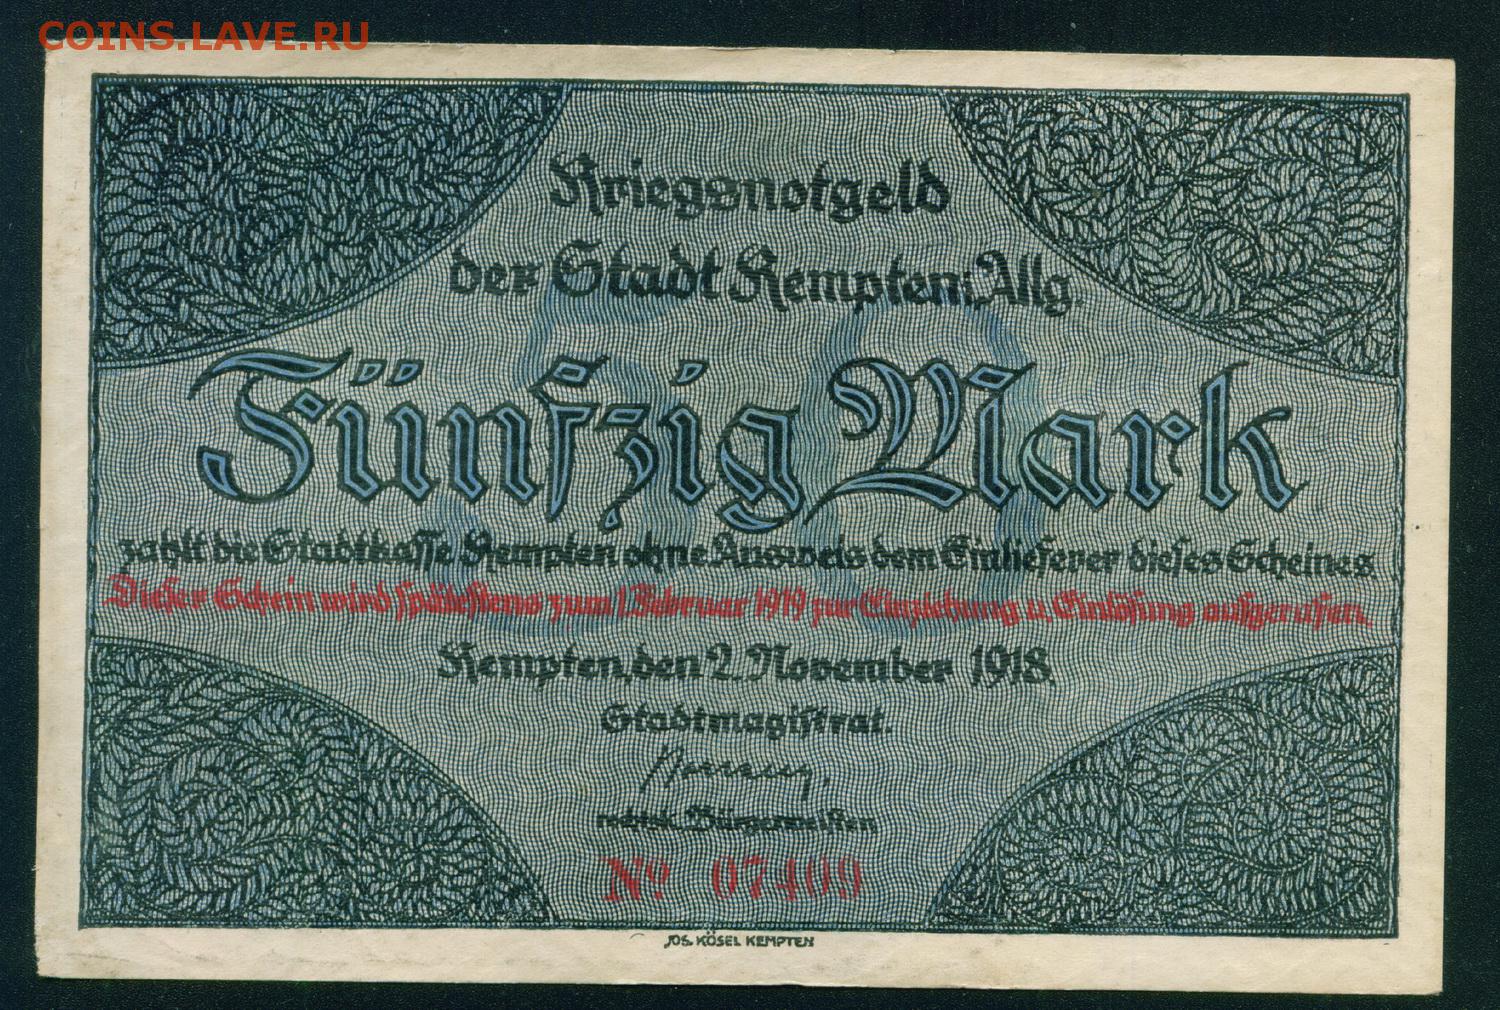 COINS.LAVE.RU
Kriegsnotgeld
der Stadt Kempten i. Allg.
Fünfzig Mark
zahlt die Stadtkasse Kempten ohne Ausweis dem Einlieferer dieses Scheines.
Dieser Schein wird spätestens zum 1. Februar 1919 zur Einziehung u. Einlösung aufgerufen.
Kempten, den 2. November 1918.
Stadtmagistrat.
rechtsk. Bürgermeister
No 07409
JOS. KÖSEL KEMPTEN